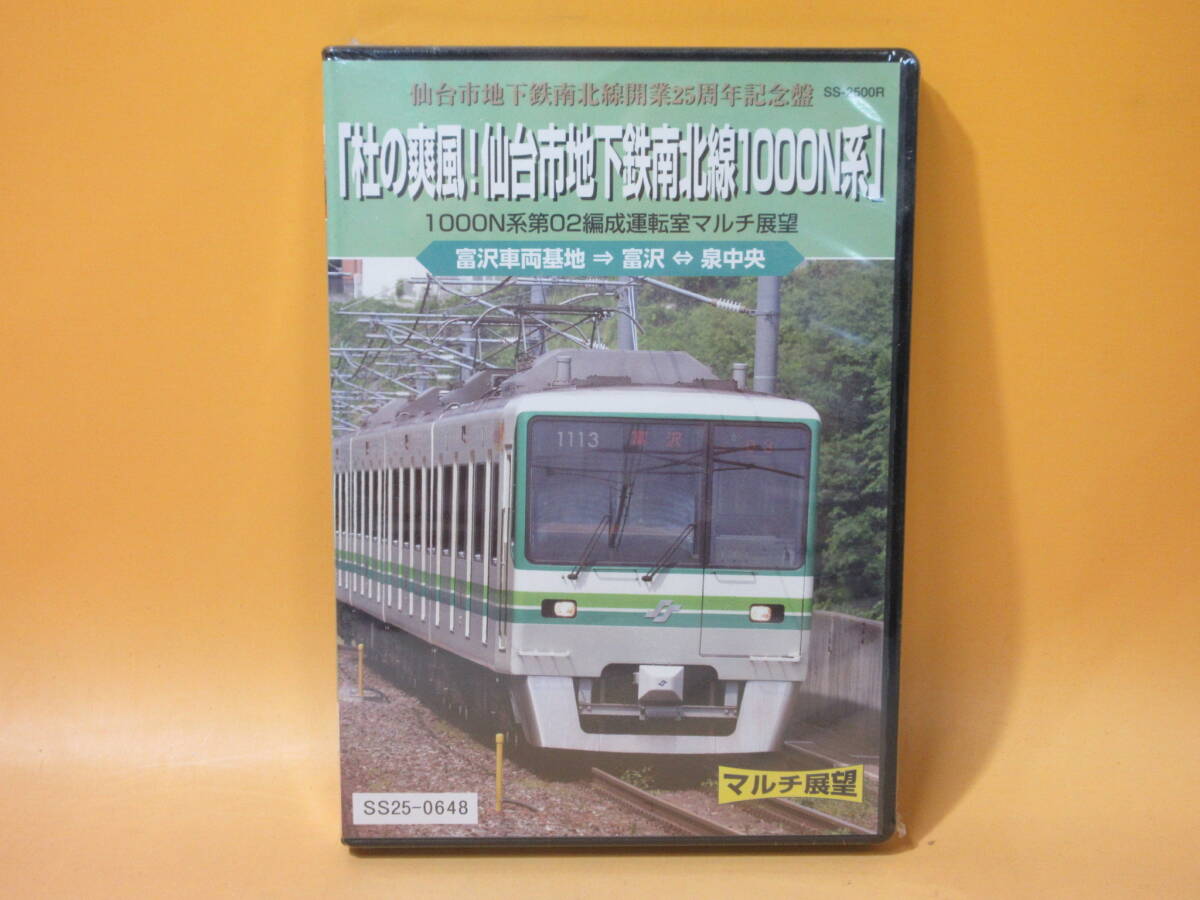 仙台市地下鉄南北線開業25周年記念盤
SS-2500R
「杜の爽風!仙台市地下鉄南北線1000N系」
1000N系第02編成運転室マルチ展望
富沢車両基地 ⇒ 富沢 ⇔ 泉中央
1113 富沢
マルチ展望
SS25-0648